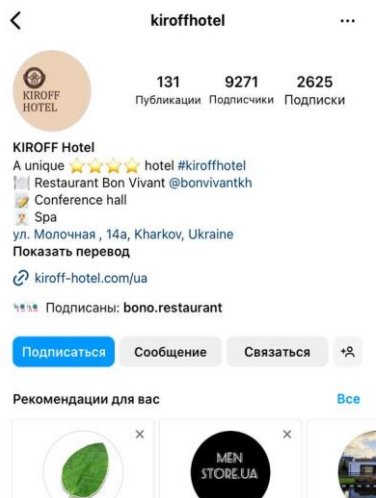 kiroffhotel
KIROFF
HOTEL
131 9271 2625
Публикации Подписчики Подписки
KIROFF Hotel
A unique ⭐⭐⭐⭐ hotel #kiroffhotel
🍽 Restaurant Bon Vivant @bonvivantkh
📝 Conference hall
💆 Spa
ул. Молочная , 14а, Kharkov, Ukraine
Показать перевод
kiroff-hotel.com/ua
Подписаны: bono.restaurant
Подписаться Сообщение Связаться
Рекомендации для вас Все
MEN
STORE.UA